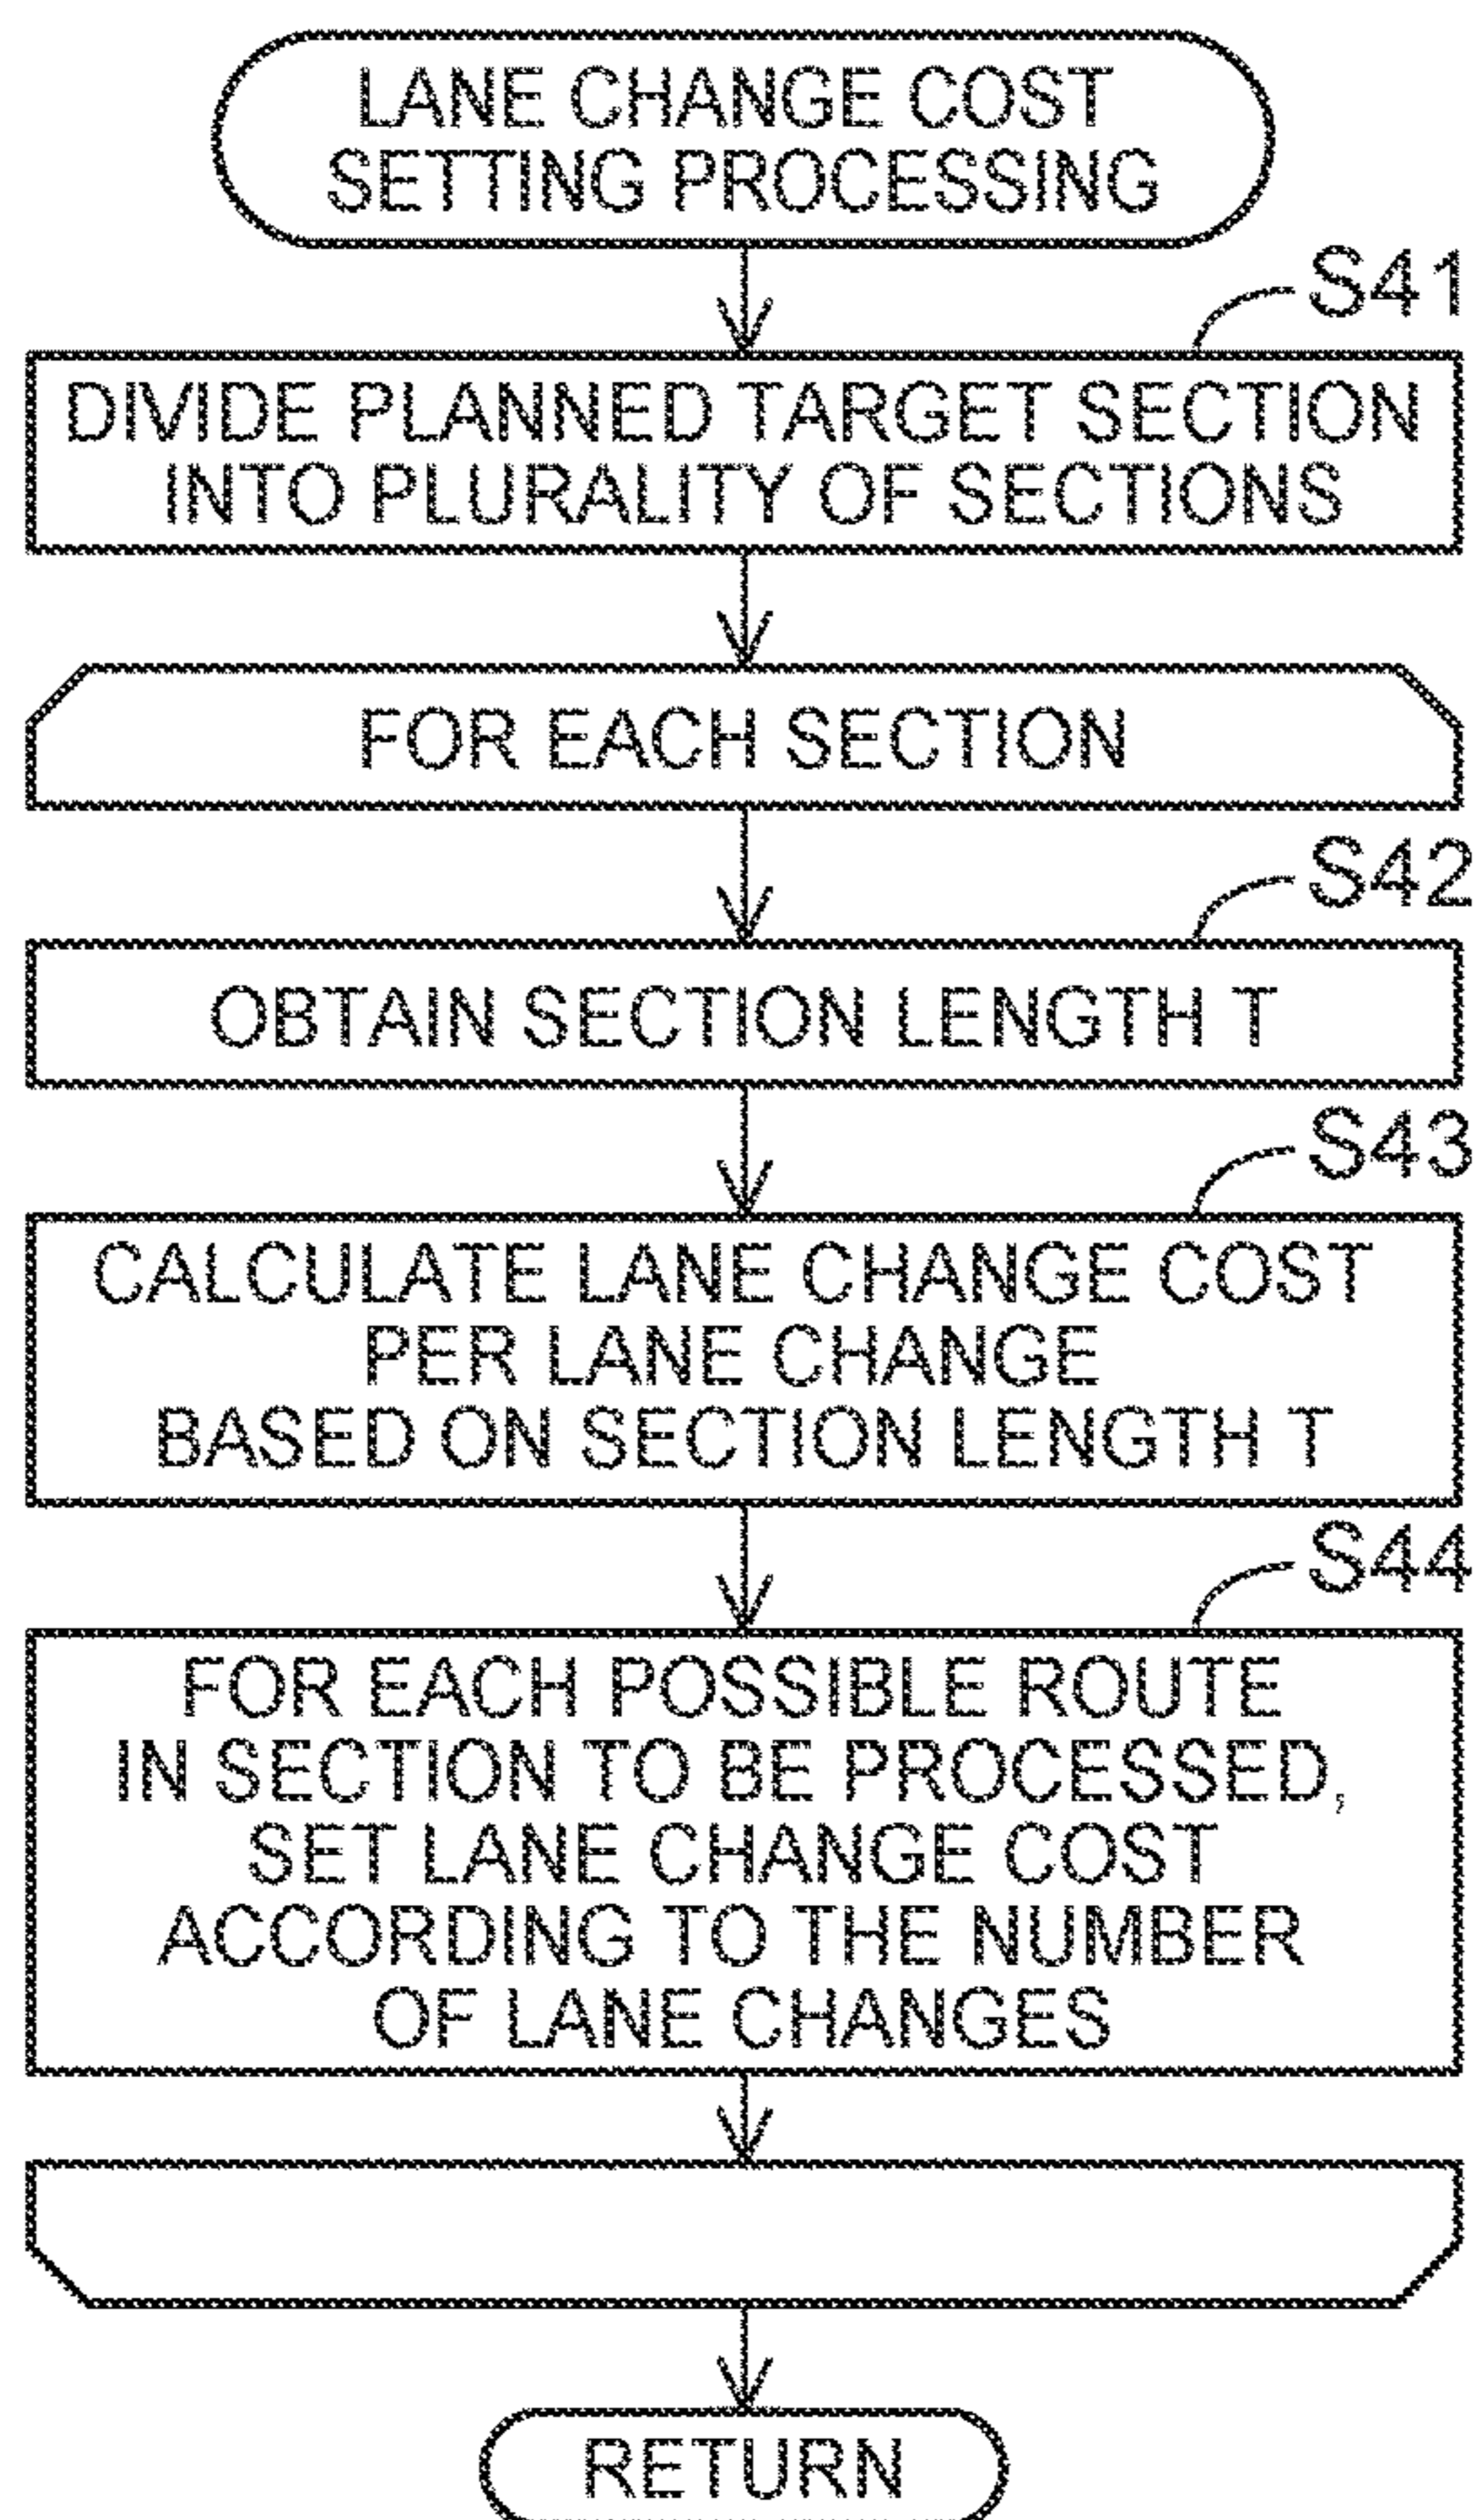 LANE CHANGE COST
SETTING PROCESSING
S41
DIVIDE PLANNED TARGET SECTION
INTO PLURALITY OF SECTIONS
FOR EACH SECTION
S42
OBTAIN SECTION LENGTH T
S43
CALCULATE LANE CHANGE COST
PER LANE CHANGE
BASED ON SECTION LENGTH T
S44
FOR EACH POSSIBLE ROUTE
IN SECTION TO BE PROCESSED,
SET LANE CHANGE COST
ACCORDING TO THE NUMBER
OF LANE CHANGES
RETURN